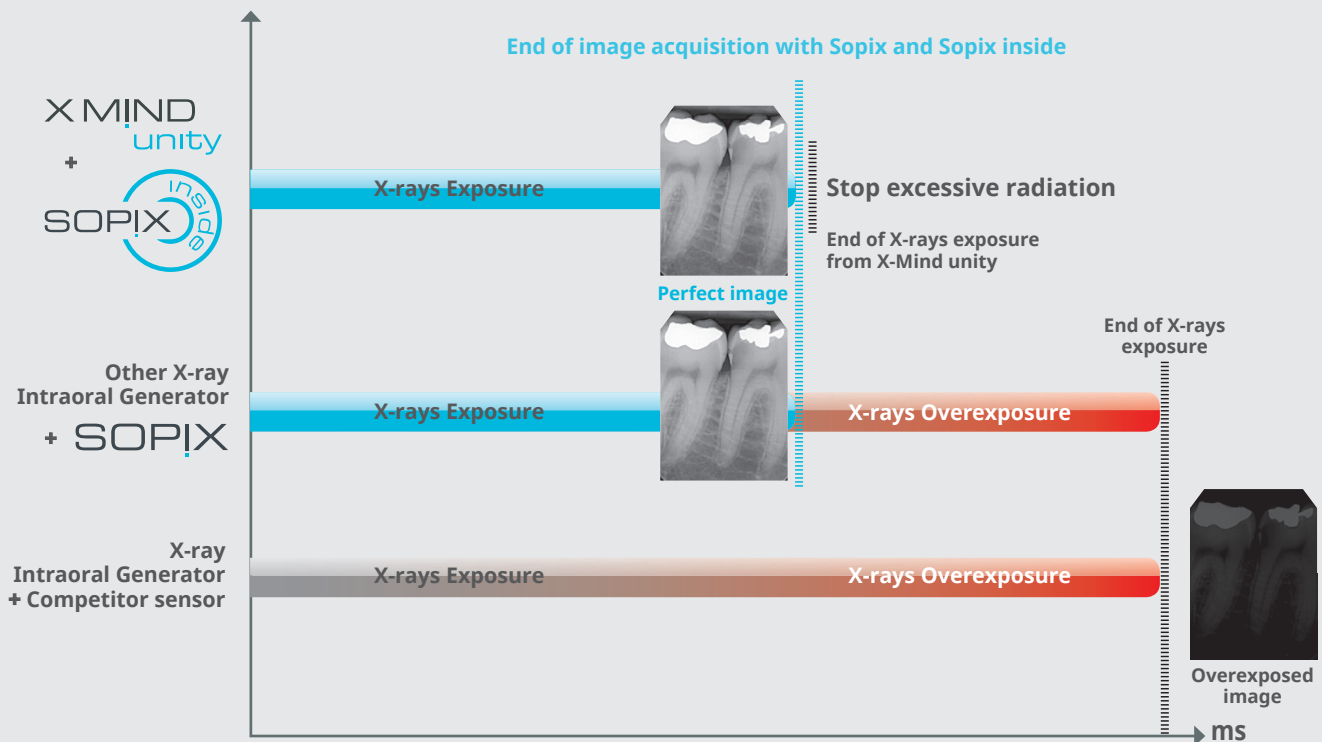 End of image acquisition with Sopix and Sopix inside
X MIND
unity
+
SOPIX
inside
X-rays Exposure
Stop excessive radiation
End of X-rays exposure
from X-Mind unity
Perfect image
Other X-ray
Intraoral Generator
+ SOPIX
X-rays Exposure
X-rays Overexposure
End of X-rays
exposure
X-ray
Intraoral Generator
+ Competitor sensor
X-rays Exposure
X-rays Overexposure
Overexposed
image
ms